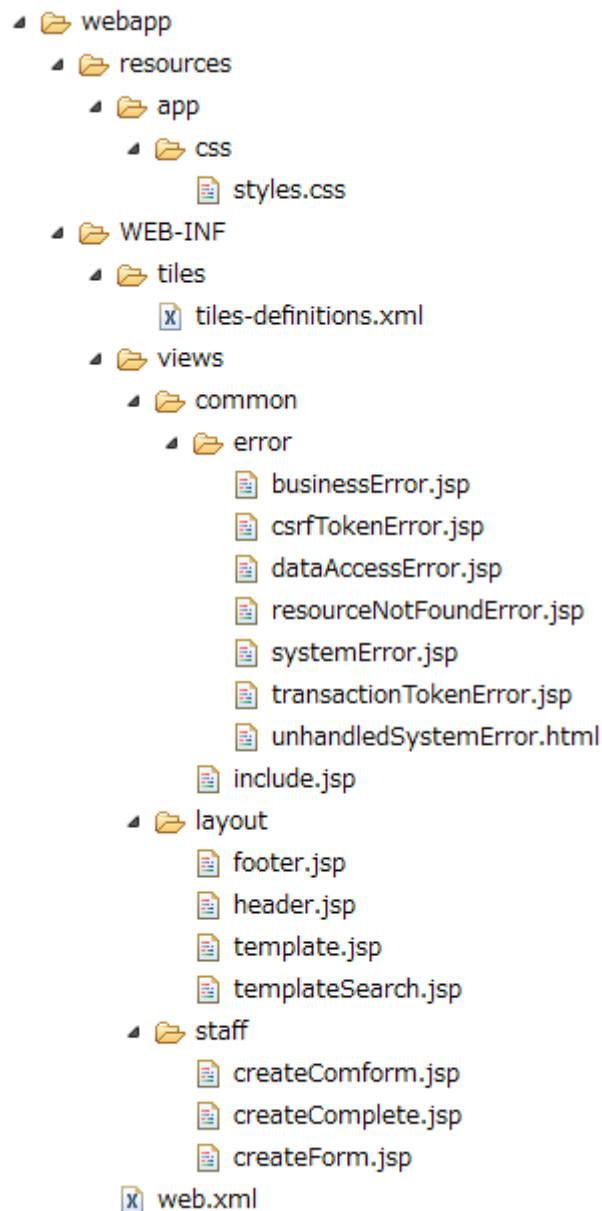 webapp
resources
app
css
styles.css
WEB-INF
tiles
tiles-definitions.xml
views
common
error
businessError.jsp
csrfTokenError.jsp
dataAccessError.jsp
resourceNotFoundError.jsp
systemError.jsp
transactionTokenError.jsp
unhandledSystemError.html
include.jsp
layout
footer.jsp
header.jsp
template.jsp
templateSearch.jsp
staff
createComform.jsp
createComplete.jsp
createForm.jsp
web.xml